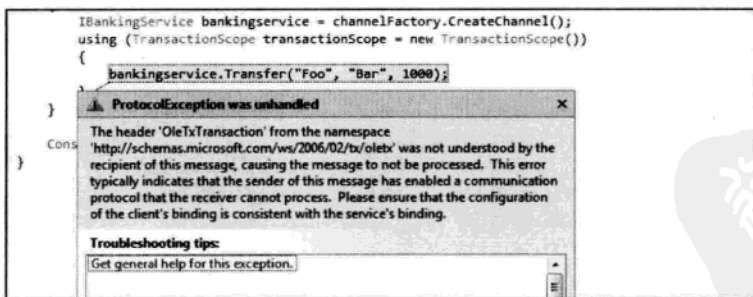 IBankingService bankingservice = channelFactory.CreateChannel();
using (TransactionScope transactionScope = new TransactionScope())
{
bankingservice.Transfer("Foo", "Bar", 1000);
}
}
ProtocolException was unhandled
Cons
}
The header 'OleTxTransaction' from the namespace
'http://schemas.microsoft.com/ws/2006/02/tx/oletx' was not understood by the
recipient of this message, causing the message to not be processed. This error
typically indicates that the sender of this message has enabled a communication
protocol that the receiver cannot process. Please ensure that the configuration
of the client's binding is consistent with the service's binding.
Troubleshooting tips:
Get general help for this exception.